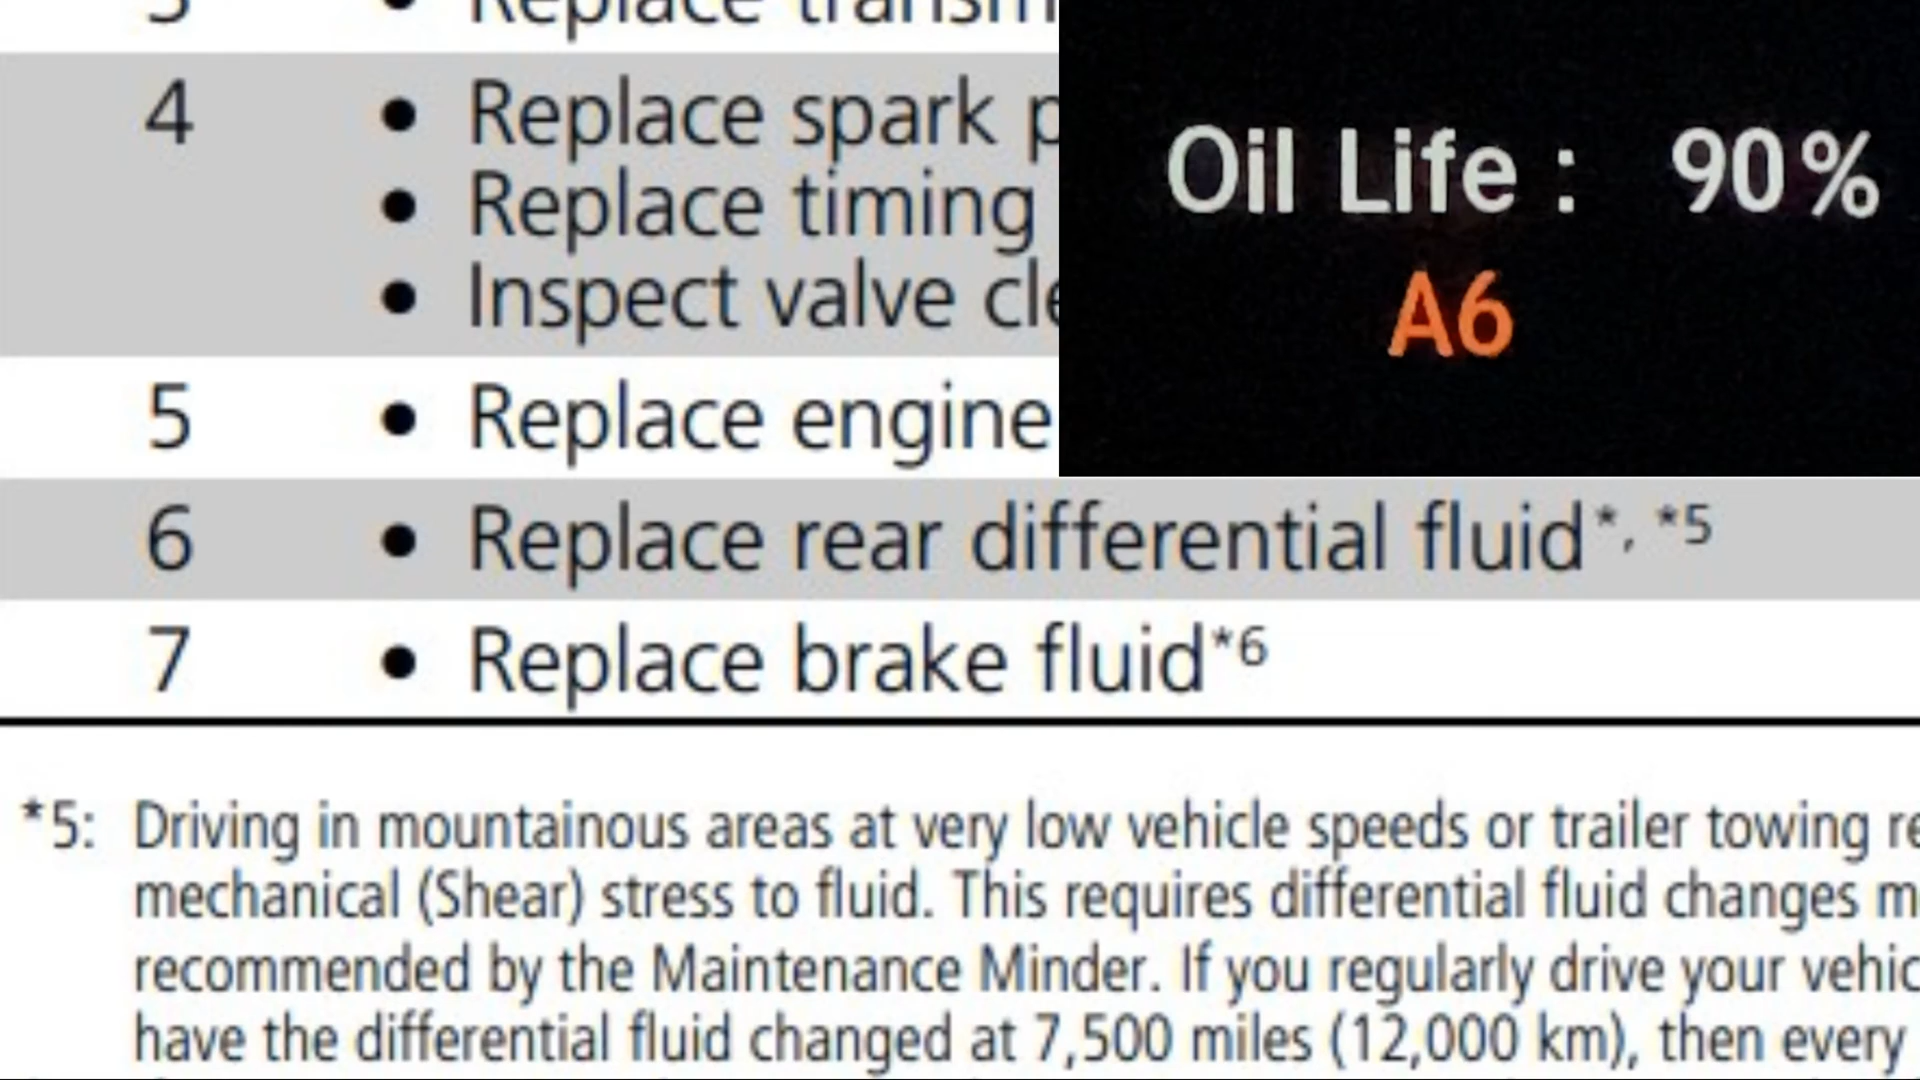 Replace
4 • Replace spark
• Replace timing
• Inspect valve
5 • Replace engine
6 • Replace rear differential fluid*, *5
7 • Replace brake fluid*6
*5: Driving in mountainous areas at very low vehicle speeds or trailer towing
mechanical (Shear) stress to fluid. This requires differential fluid changes
recommended by the Maintenance Minder. If you regularly drive your
have the differential fluid changed at 7,500 miles (12,000 km), then every
Oil Life : 90%
A6